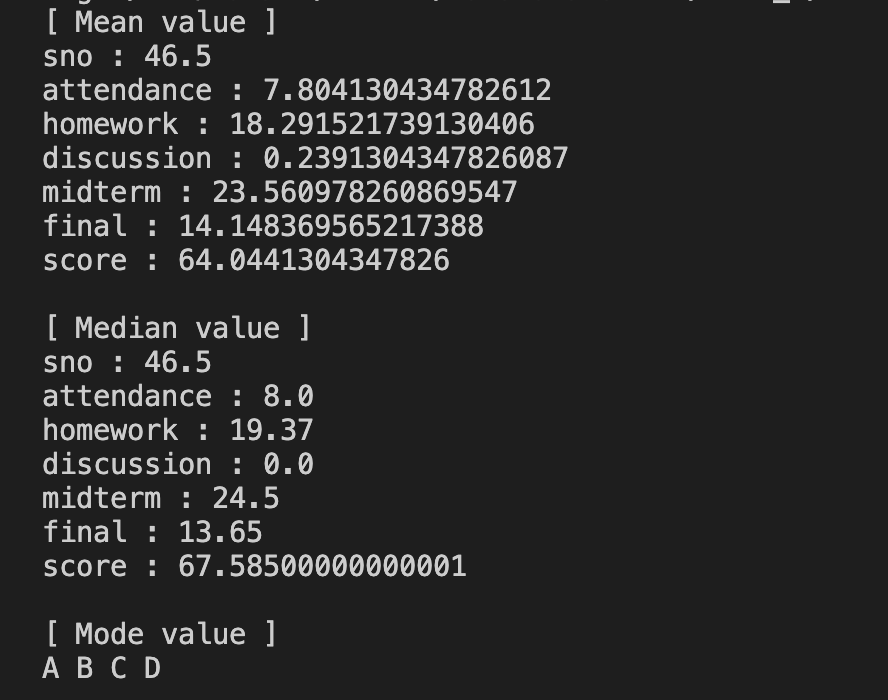 [ Mean value ]
sno : 46.5
attendance : 7.804130434782612
homework : 18.291521739130406
discussion : 0.2391304347826087
midterm : 23.560978260869547
final : 14.148369565217388
score : 64.0441304347826
[ Median value ]
sno : 46.5
attendance : 8.0
homework : 19.37
discussion : 0.0
midterm : 24.5
final : 13.65
score : 67.58500000000001
[ Mode value ]
A B C D